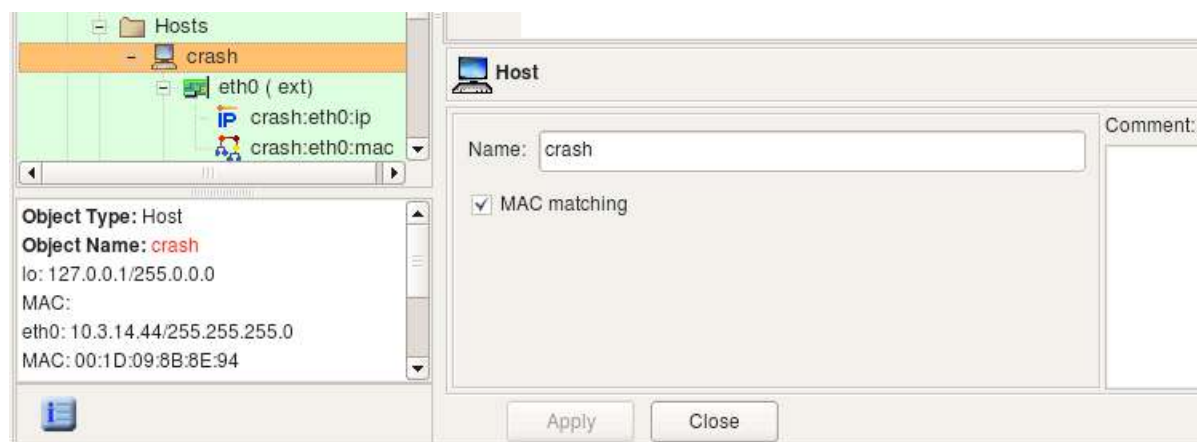 Hosts
crash
eth0 ( ext)
crash:eth0:ip
crash:eth0:mac
Object Type: Host
Object Name: crash
lo: 127.0.0.1/255.0.0.0
MAC:
eth0: 10.3.14.44/255.255.255.0
MAC: 00:1D:09:8B:8E:94
Host
Name: crash
MAC matching
Comment:
Apply Close